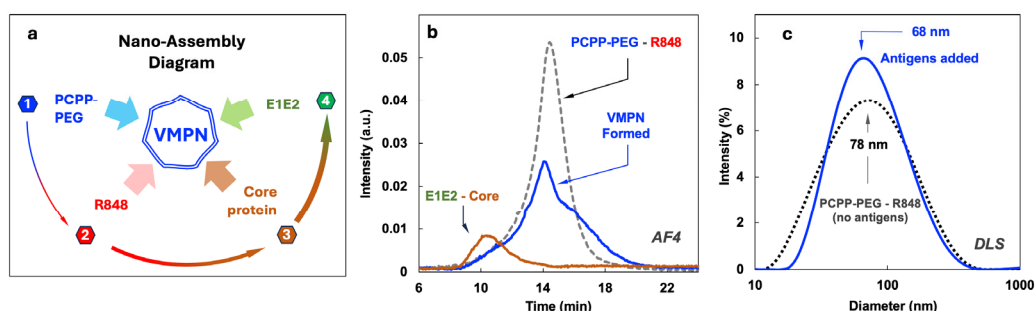 a
Nano-Assembly
Diagram
1
PCPP-
PEG
VMPN
E1E2
4
R848
Core
protein
2
3
b
Intensity (a.u.)
0.05
0.04
0.03
0.02
0.01
0
PCPP-PEG - R848
VMPN
Formed
E1E2 - Core
AF4
6 10 14 18 22
Time (min)
c
Intensity (%)
10
8
6
4
2
0
68 nm
Antigens added
78 nm
PCPP-PEG - R848
(no antigens)
DLS
10 100 1000
Diameter (nm)